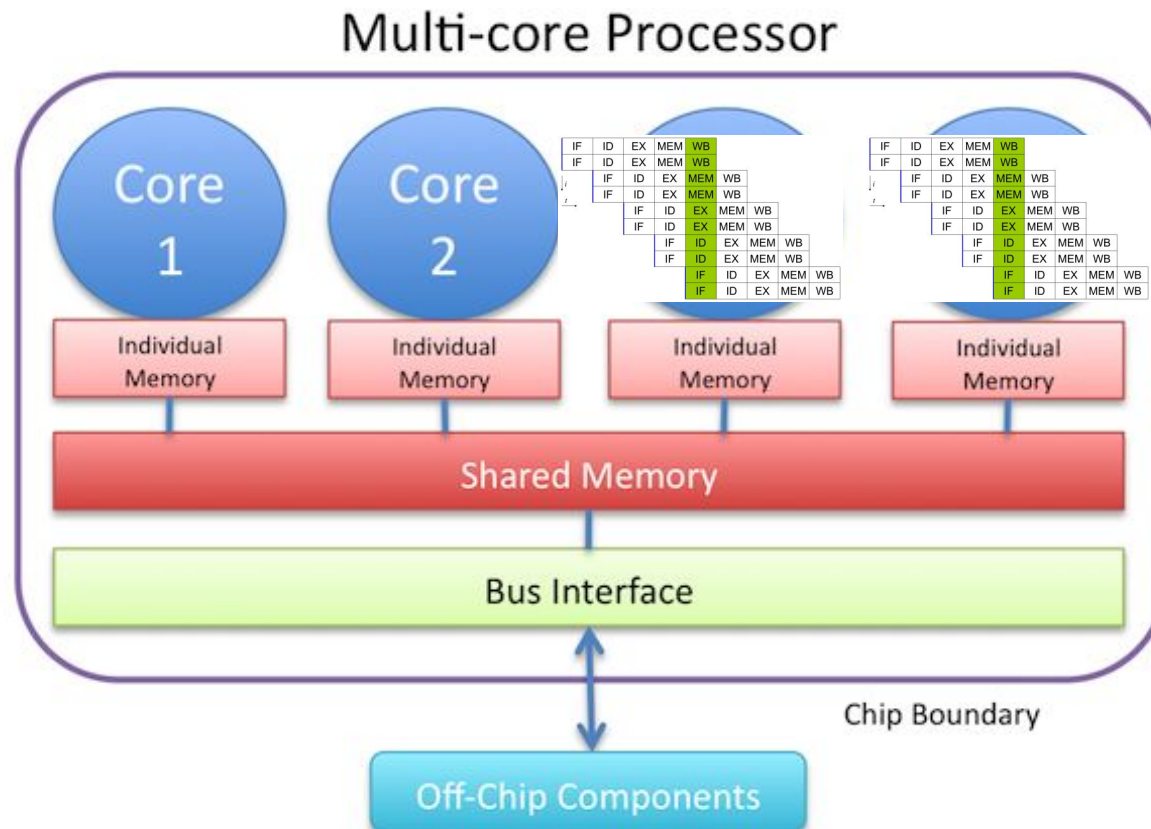 Multi-core Processor
Core
1
Core
2
IF ID EX MEM WB
IF ID EX MEM WB
IF ID EX MEM WB
IF ID EX MEM WB
IF ID EX MEM WB
IF ID EX MEM WB
IF ID EX MEM WB
IF ID EX MEM WB
IF ID EX MEM WB
IF ID EX MEM WB
i
t
IF ID EX MEM WB
IF ID EX MEM WB
IF ID EX MEM WB
IF ID EX MEM WB
IF ID EX MEM WB
IF ID EX MEM WB
IF ID EX MEM WB
IF ID EX MEM WB
IF ID EX MEM WB
IF ID EX MEM WB
i
t
Individual
Memory
Individual
Memory
Individual
Memory
Individual
Memory
Shared Memory
Bus Interface
Chip Boundary
Off-Chip Components